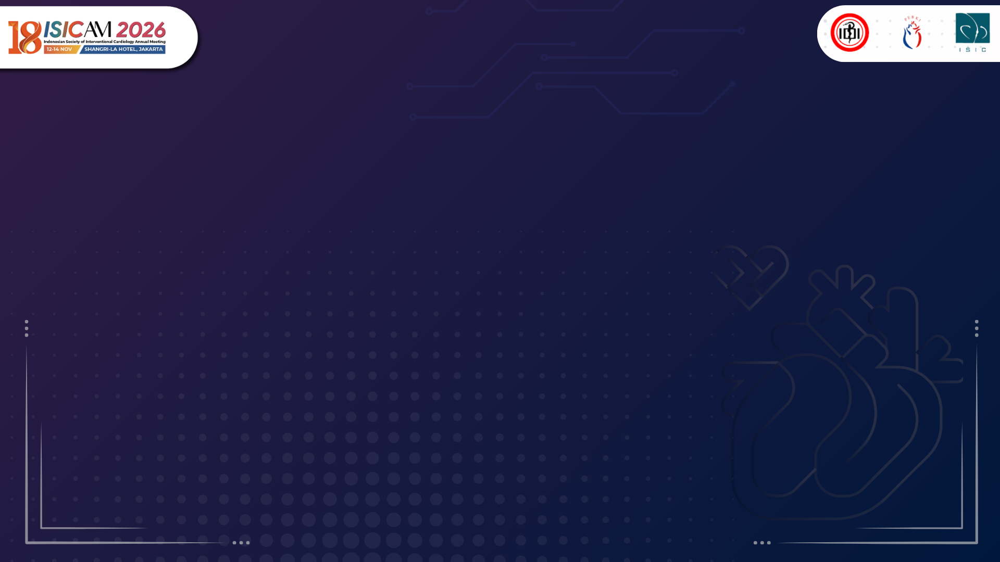 18 ISICAM 2026
Indonesian Society of Interventional Cardiology Annual Meeting
12-14 NOV SHANGRI-LA HOTEL, JAKARTA
IDI
PERKI
ISIC